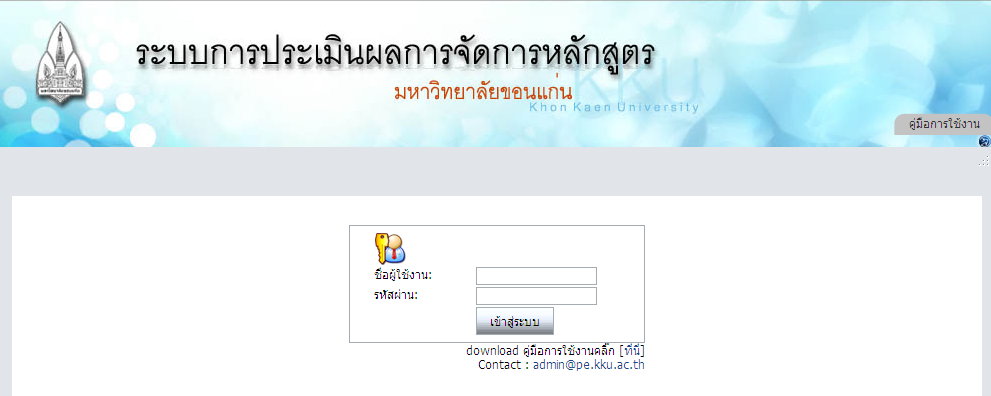 ระบบการประเมินผลการจัดการหลักสูตร
มหาวิทยาลัยขอนแก่น
KKU
Khon Kaen University
คู่มือการใช้งาน
ชื่อผู้ใช้งาน:
รหัสผ่าน:
เข้าสู่ระบบ
download คู่มือการใช้งานคลิ๊ก [ที่นี่]
Contact : admin@pe.kku.ac.th